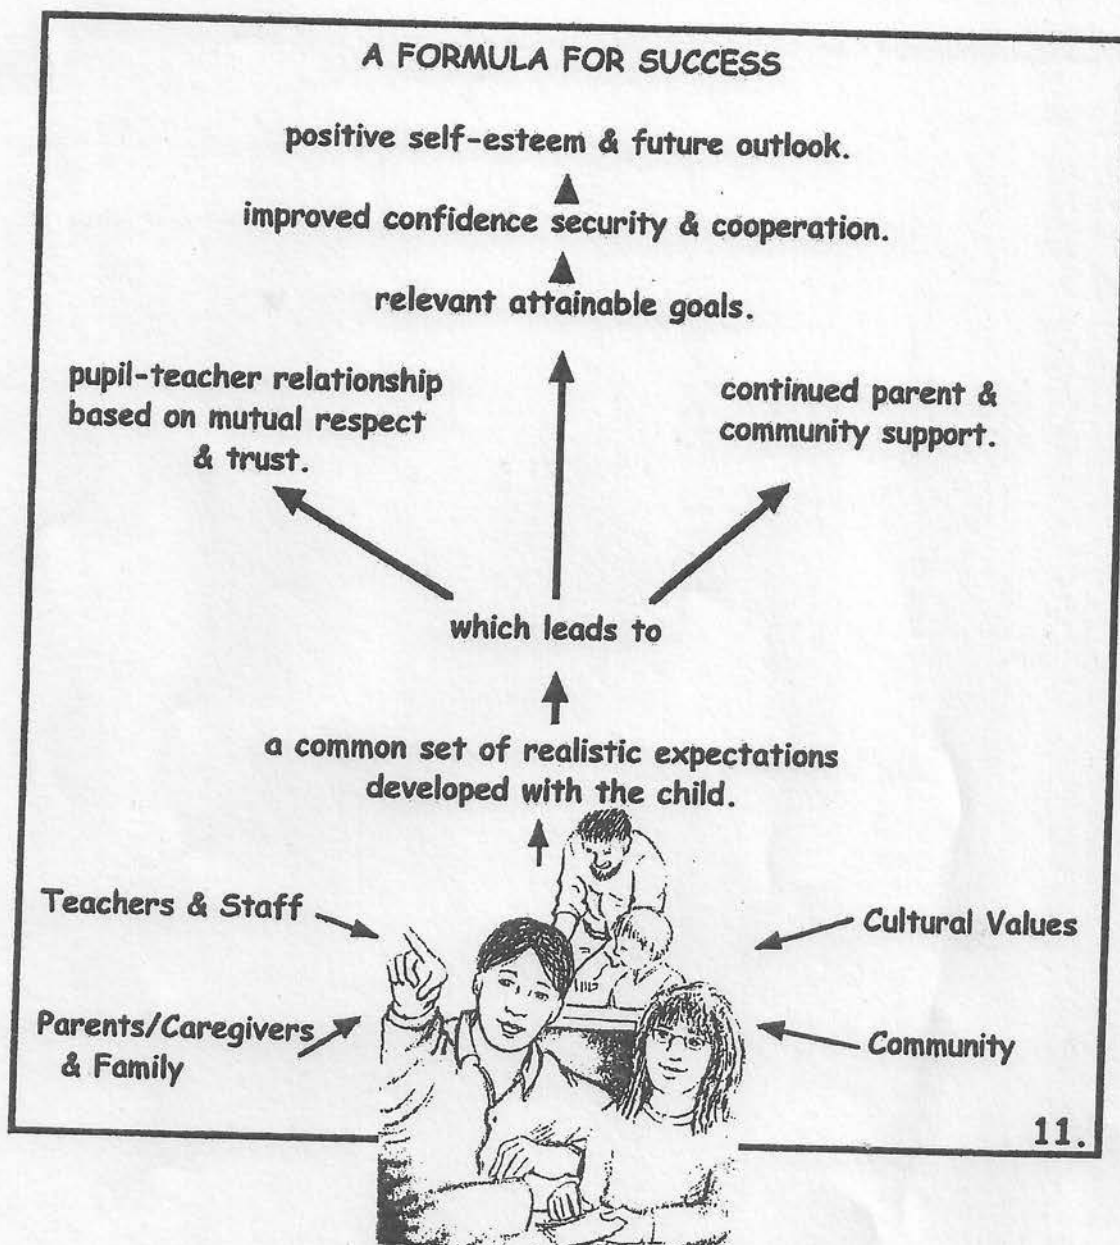 A FORMULA FOR SUCCESS
positive self-esteem & future outlook.
improved confidence security & cooperation.
relevant attainable goals.
pupil-teacher relationship
based on mutual respect
& trust.
continued parent &
community support.
which leads to
a common set of realistic expectations
developed with the child.
Teachers & Staff
Cultural Values
Parents/Caregivers
& Family
Community
11.